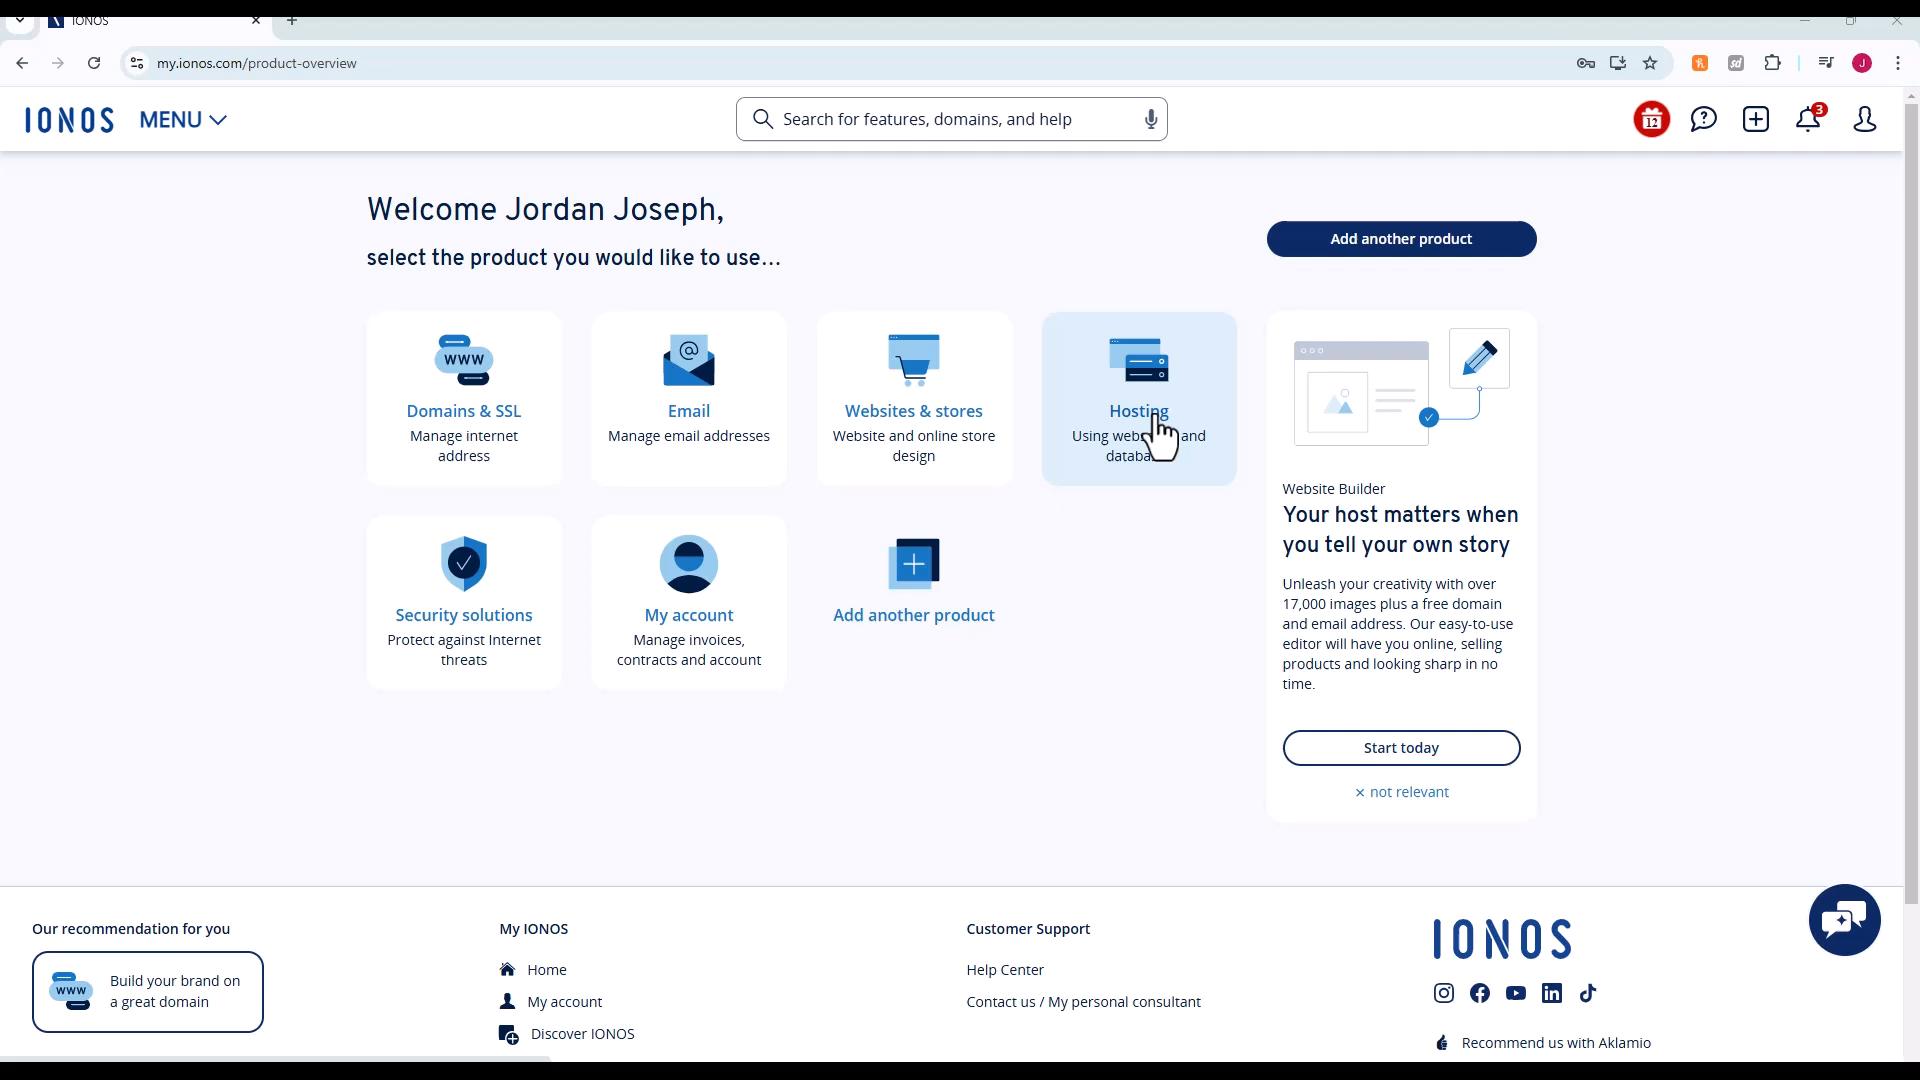 IONOS
my.ionos.com/product-overview
IONOS MENU
Search for features, domains, and help
12
3
J
Welcome Jordan Joseph,
select the product you would like to use...
Add another product
www
Domains & SSL
Manage internet
address
@
Email
Manage email addresses
Websites & stores
Website and online store
design
Hosting
Using and
Security solutions
Protect against Internet
threats
My account
Manage invoices,
contracts and account
Add another product
Website Builder
Your host matters when
you tell your own story
Unleash your creativity with over
17,000 images plus a free domain
and email address. Our easy-to-use
editor will have you online, selling
products and looking sharp in no
time.
Start today
× not relevant
Our recommendation for you
www
Build your brand on
a great domain
My IONOS
Home
My account
Discover IONOS
Customer Support
Help Center
Contact us / My personal consultant
IONOS
Recommend us with Aklamio